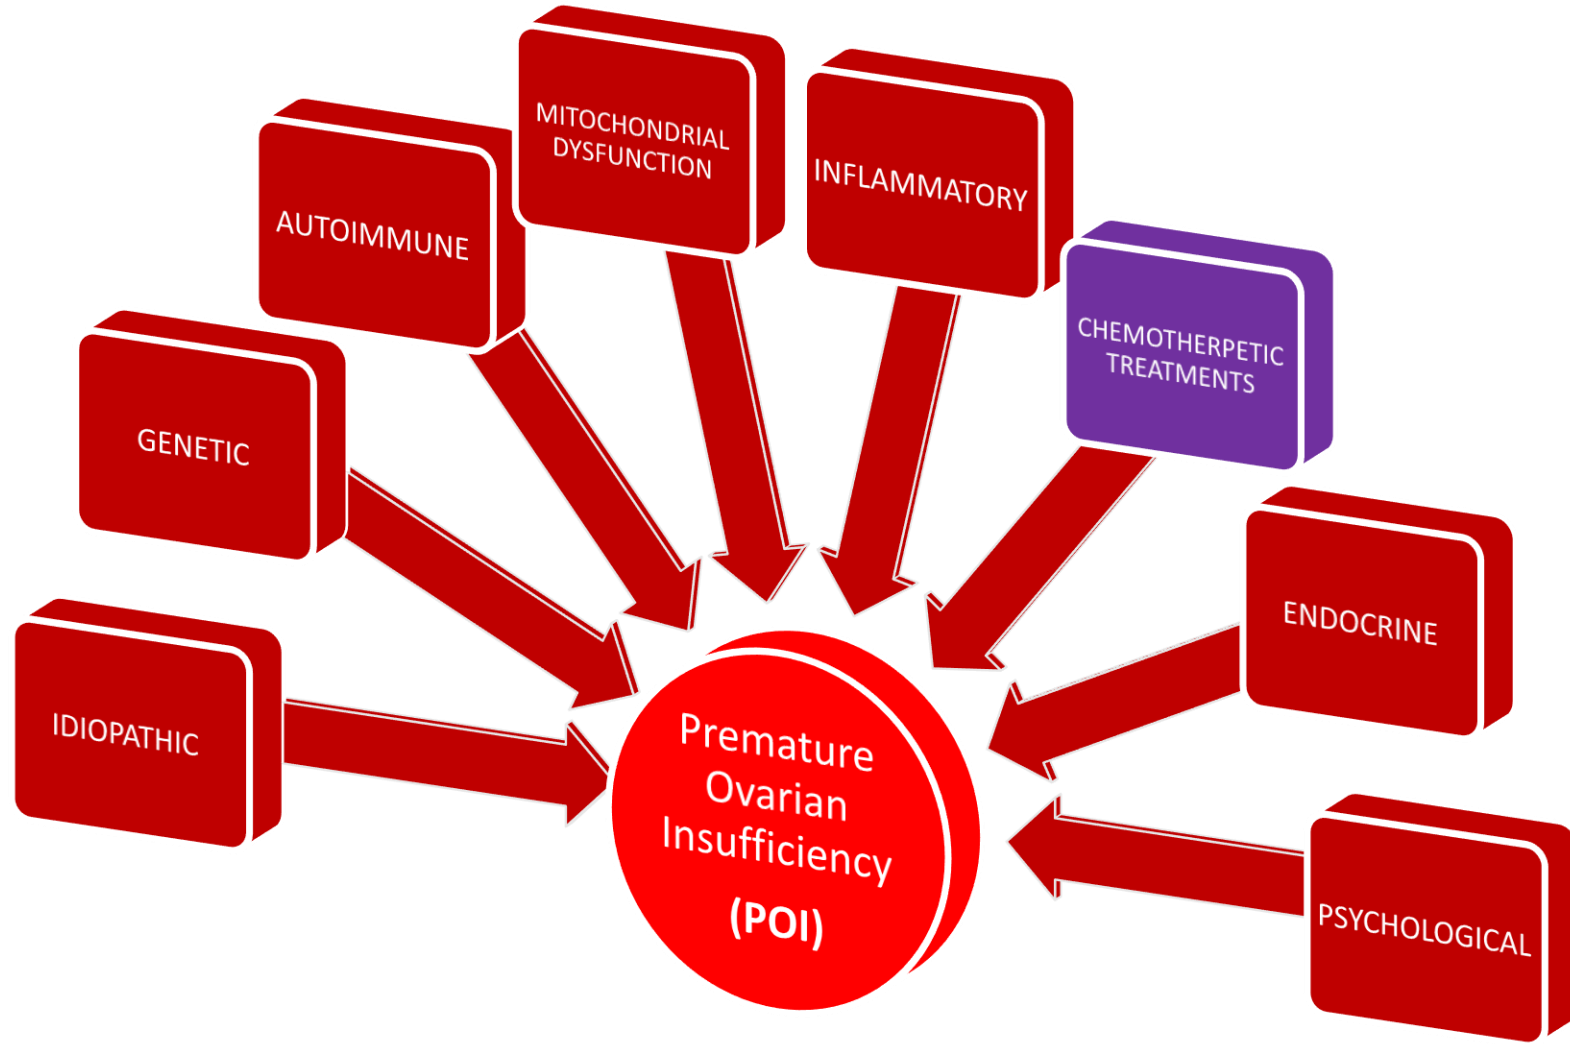 MITOCHONDRIAL
DYSFUNCTION
INFLAMMATORY
AUTOIMMUNE
CHEMOTHERPETIC
TREATMENTS
GENETIC
ENDOCRINE
IDIOPATHIC
PSYCHOLOGICAL
Premature
Ovarian
Insufficiency
(POI)